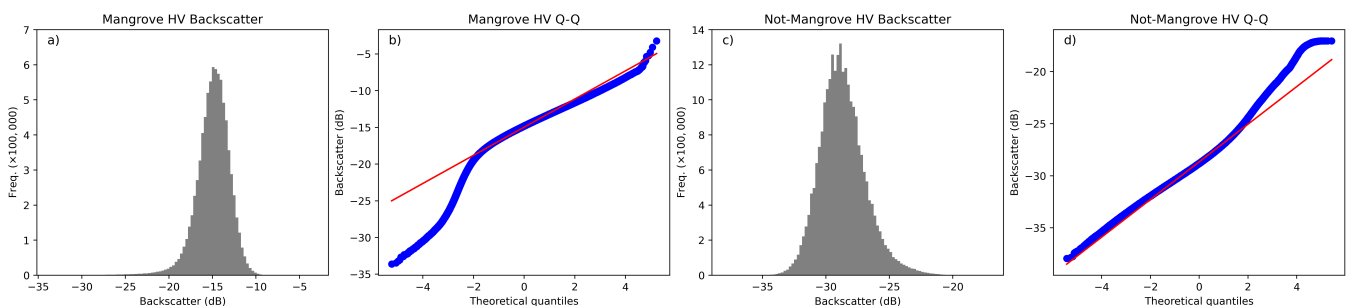 Mangrove HV Backscatter
a)
Freq. (×100, 000)
7
6
5
4
3
2
1
0
−35 −30 −25 −20 −15 −10 −5
Backscatter (dB)
Mangrove HV Q-Q
b)
Backscatter (dB)
−5
−10
−15
−20
−25
−30
−35
−4 −2 0 2 4
Theoretical quantiles
Not-Mangrove HV Backscatter
c)
Freq. (×100, 000)
14
12
10
8
6
4
2
0
−35 −30 −25 −20
Backscatter (dB)
Not-Mangrove HV Q-Q
d)
Backscatter (dB)
−20
−25
−30
−35
−4 −2 0 2 4
Theoretical quantiles